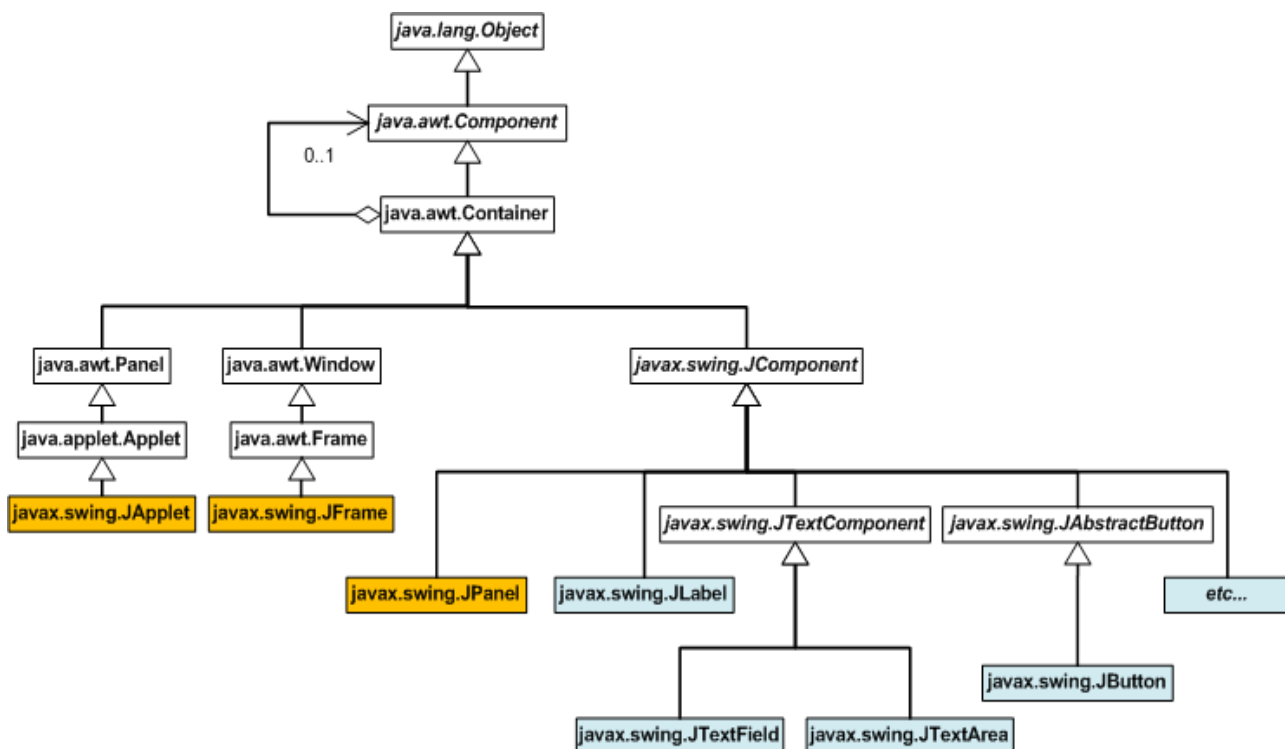 java.lang.Object
java.awt.Component
0..1
java.awt.Container
java.awt.Panel
java.awt.Window
javax.swing.JComponent
java.applet.Applet
java.awt.Frame
javax.swing.JApplet
javax.swing.JFrame
javax.swing.JTextComponent
javax.swing.JAbstractButton
javax.swing.JPanel
javax.swing.JLabel
etc...
javax.swing.JButton
javax.swing.JTextField
javax.swing.JTextArea